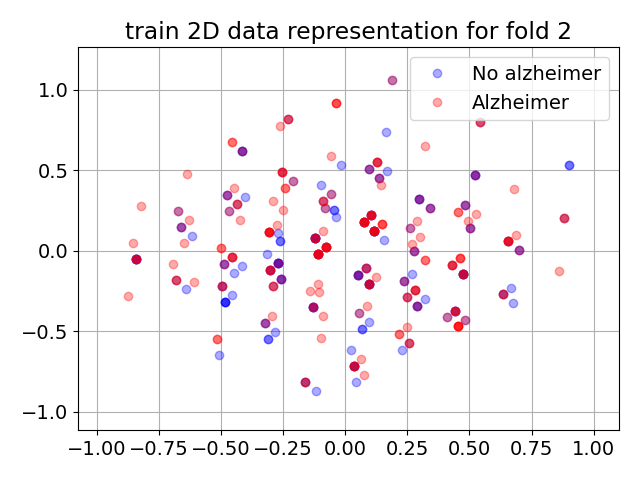 train 2D data representation for fold 2
No alzheimer
Alzheimer
1.0
0.5
0.0
−0.5
−1.0
−1.00 −0.75 −0.50 −0.25 0.00 0.25 0.50 0.75 1.00